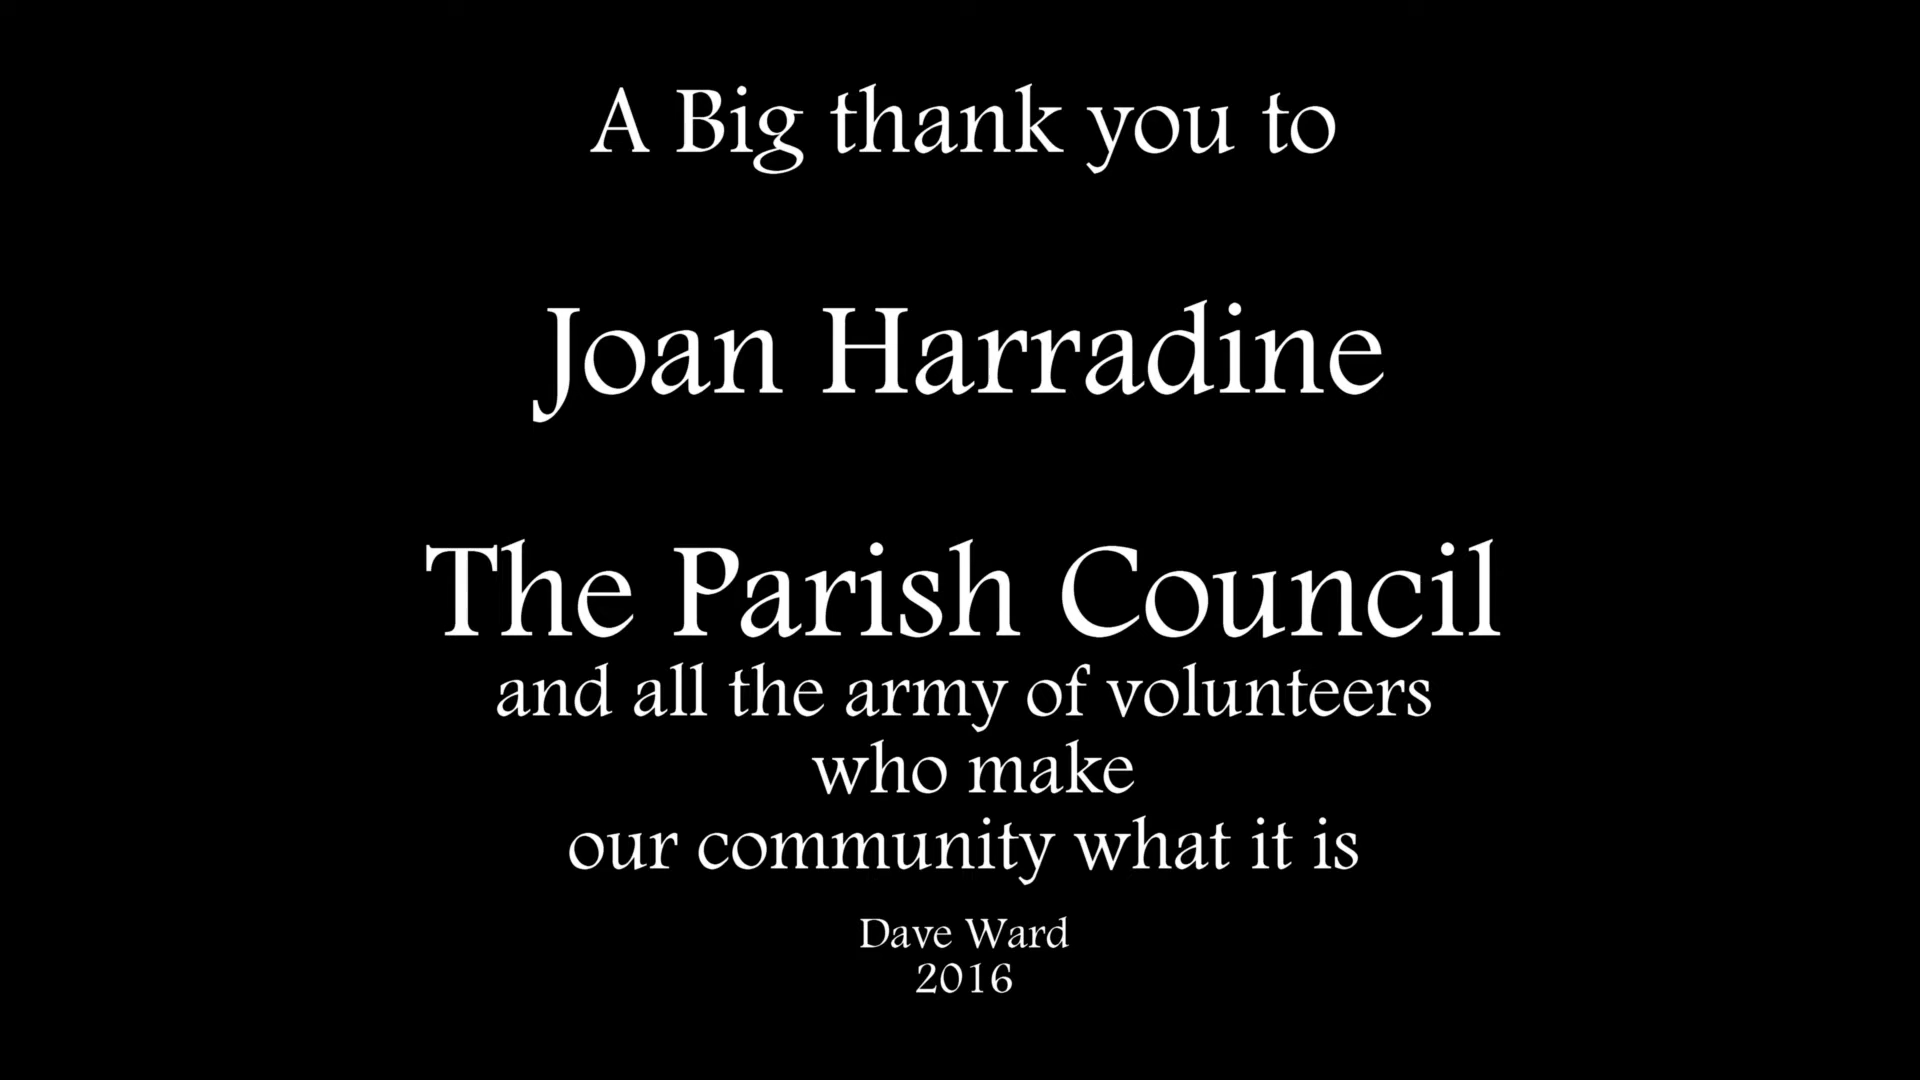 A Big thank you to
Joan Harradine
The Parish Council
and all the army of volunteers
who make
our community what it is
Dave Ward
2016